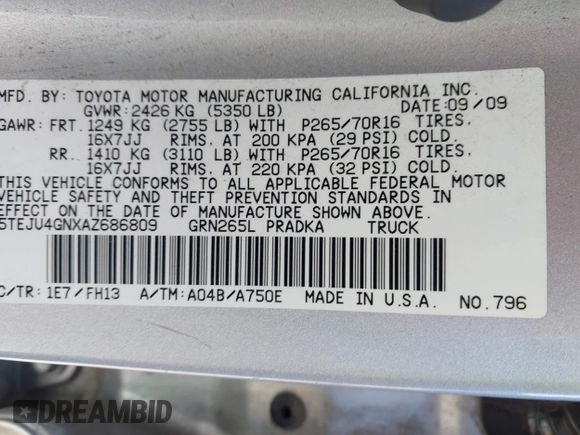 MFD. BY: TOYOTA MOTOR MANUFACTURING CALIFORNIA INC.
GVWR: 2426 KG (5350 LB) DATE: 09/09
GAWR: FRT. 1249 KG (2755 LB) WITH P265/70R16 TIRES,
16X7JJ RIMS, AT 200 KPA (29 PSI) COLD.
RR.. 1410 KG (3110 LB) WITH P265/70R16 TIRES,
16X7JJ RIMS, AT 220 KPA (32 PSI) COLD.
THIS VEHICLE CONFORMS TO ALL APPLICABLE FEDERAL MOTOR
VEHICLE SAFETY AND THEFT PREVENTION STANDARDS IN
EFFECT ON THE DATE OF MANUFACTURE SHOWN ABOVE.
5TEJU4GNXAZ686809 GRN265L PRADKA TRUCK
C/TR: 1E7/FH13 A/TM: A04B/A750E MADE IN U.S.A. NO. 796
DREAMBID